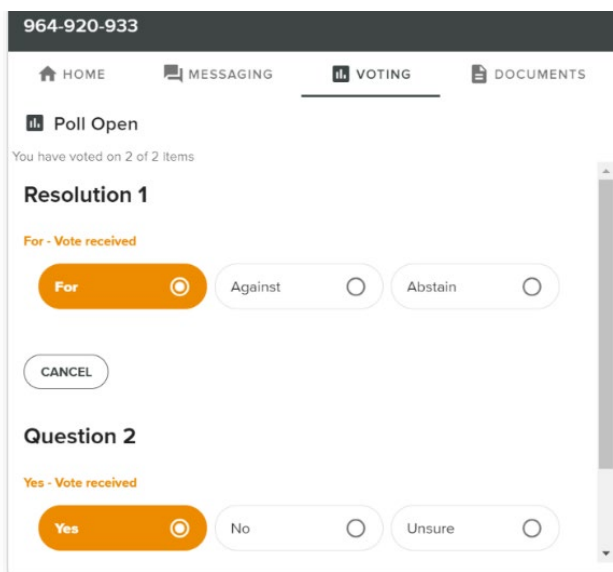 964-920-933
HOME MESSAGING VOTING DOCUMENTS
Poll Open
You have voted on 2 of 2 items
Resolution 1
For - Vote received
For Against Abstain
CANCEL
Question 2
Yes - Vote received
Yes No Unsure